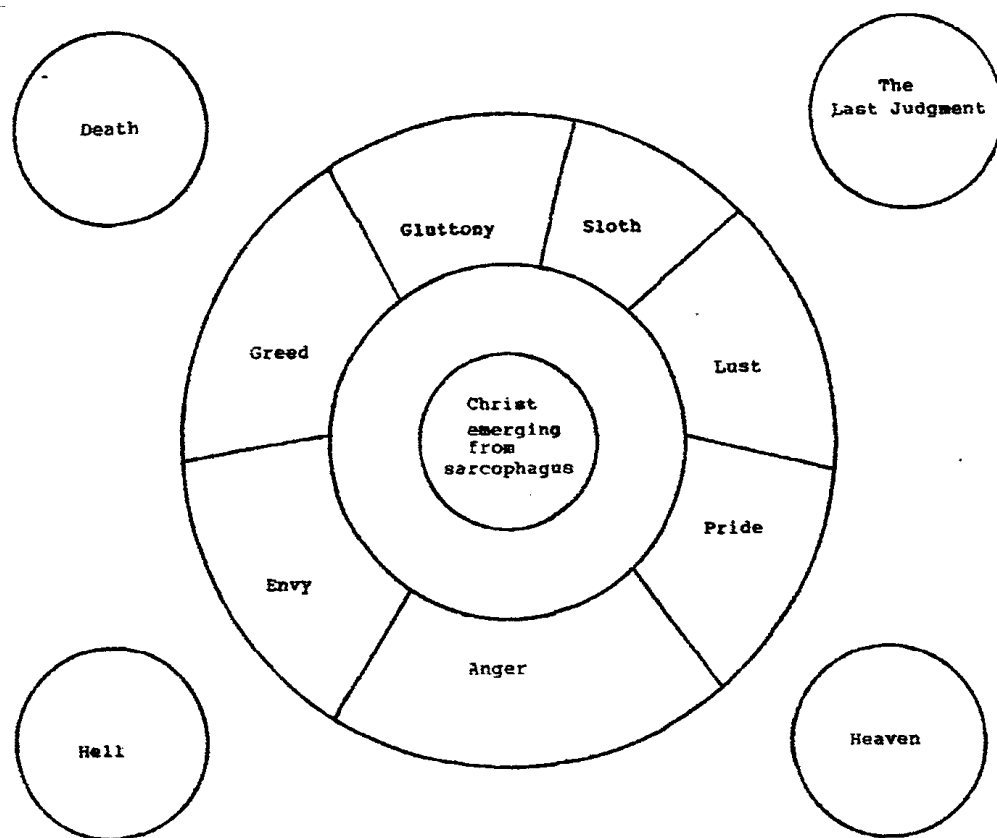 Death
The
Last Judgment
Gluttony
Sloth
Greed
Lust
Christ
emerging
from
sarcophagus
Pride
Envy
Anger
Hell
Heaven